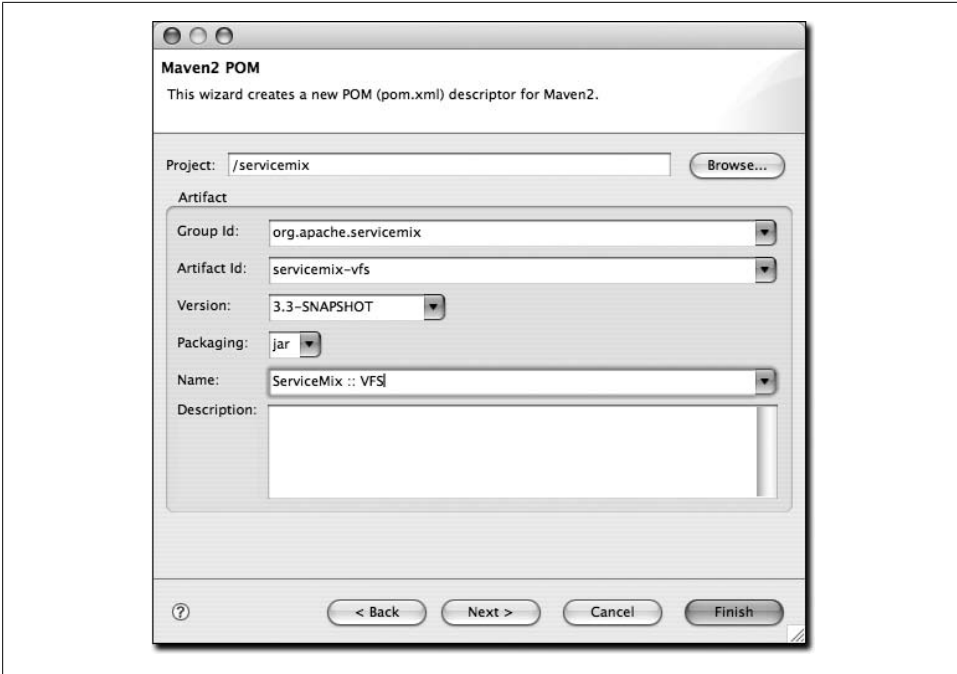 Maven2 POM
This wizard creates a new POM (pom.xml) descriptor for Maven2.
Project: /servicemix Browse...
Artifact
Group Id: org.apache.servicemix
Artifact Id: servicemix-vfs
Version: 3.3-SNAPSHOT
Packaging: jar
Name: ServiceMix :: VFS
Description:
? < Back Next > Cancel Finish